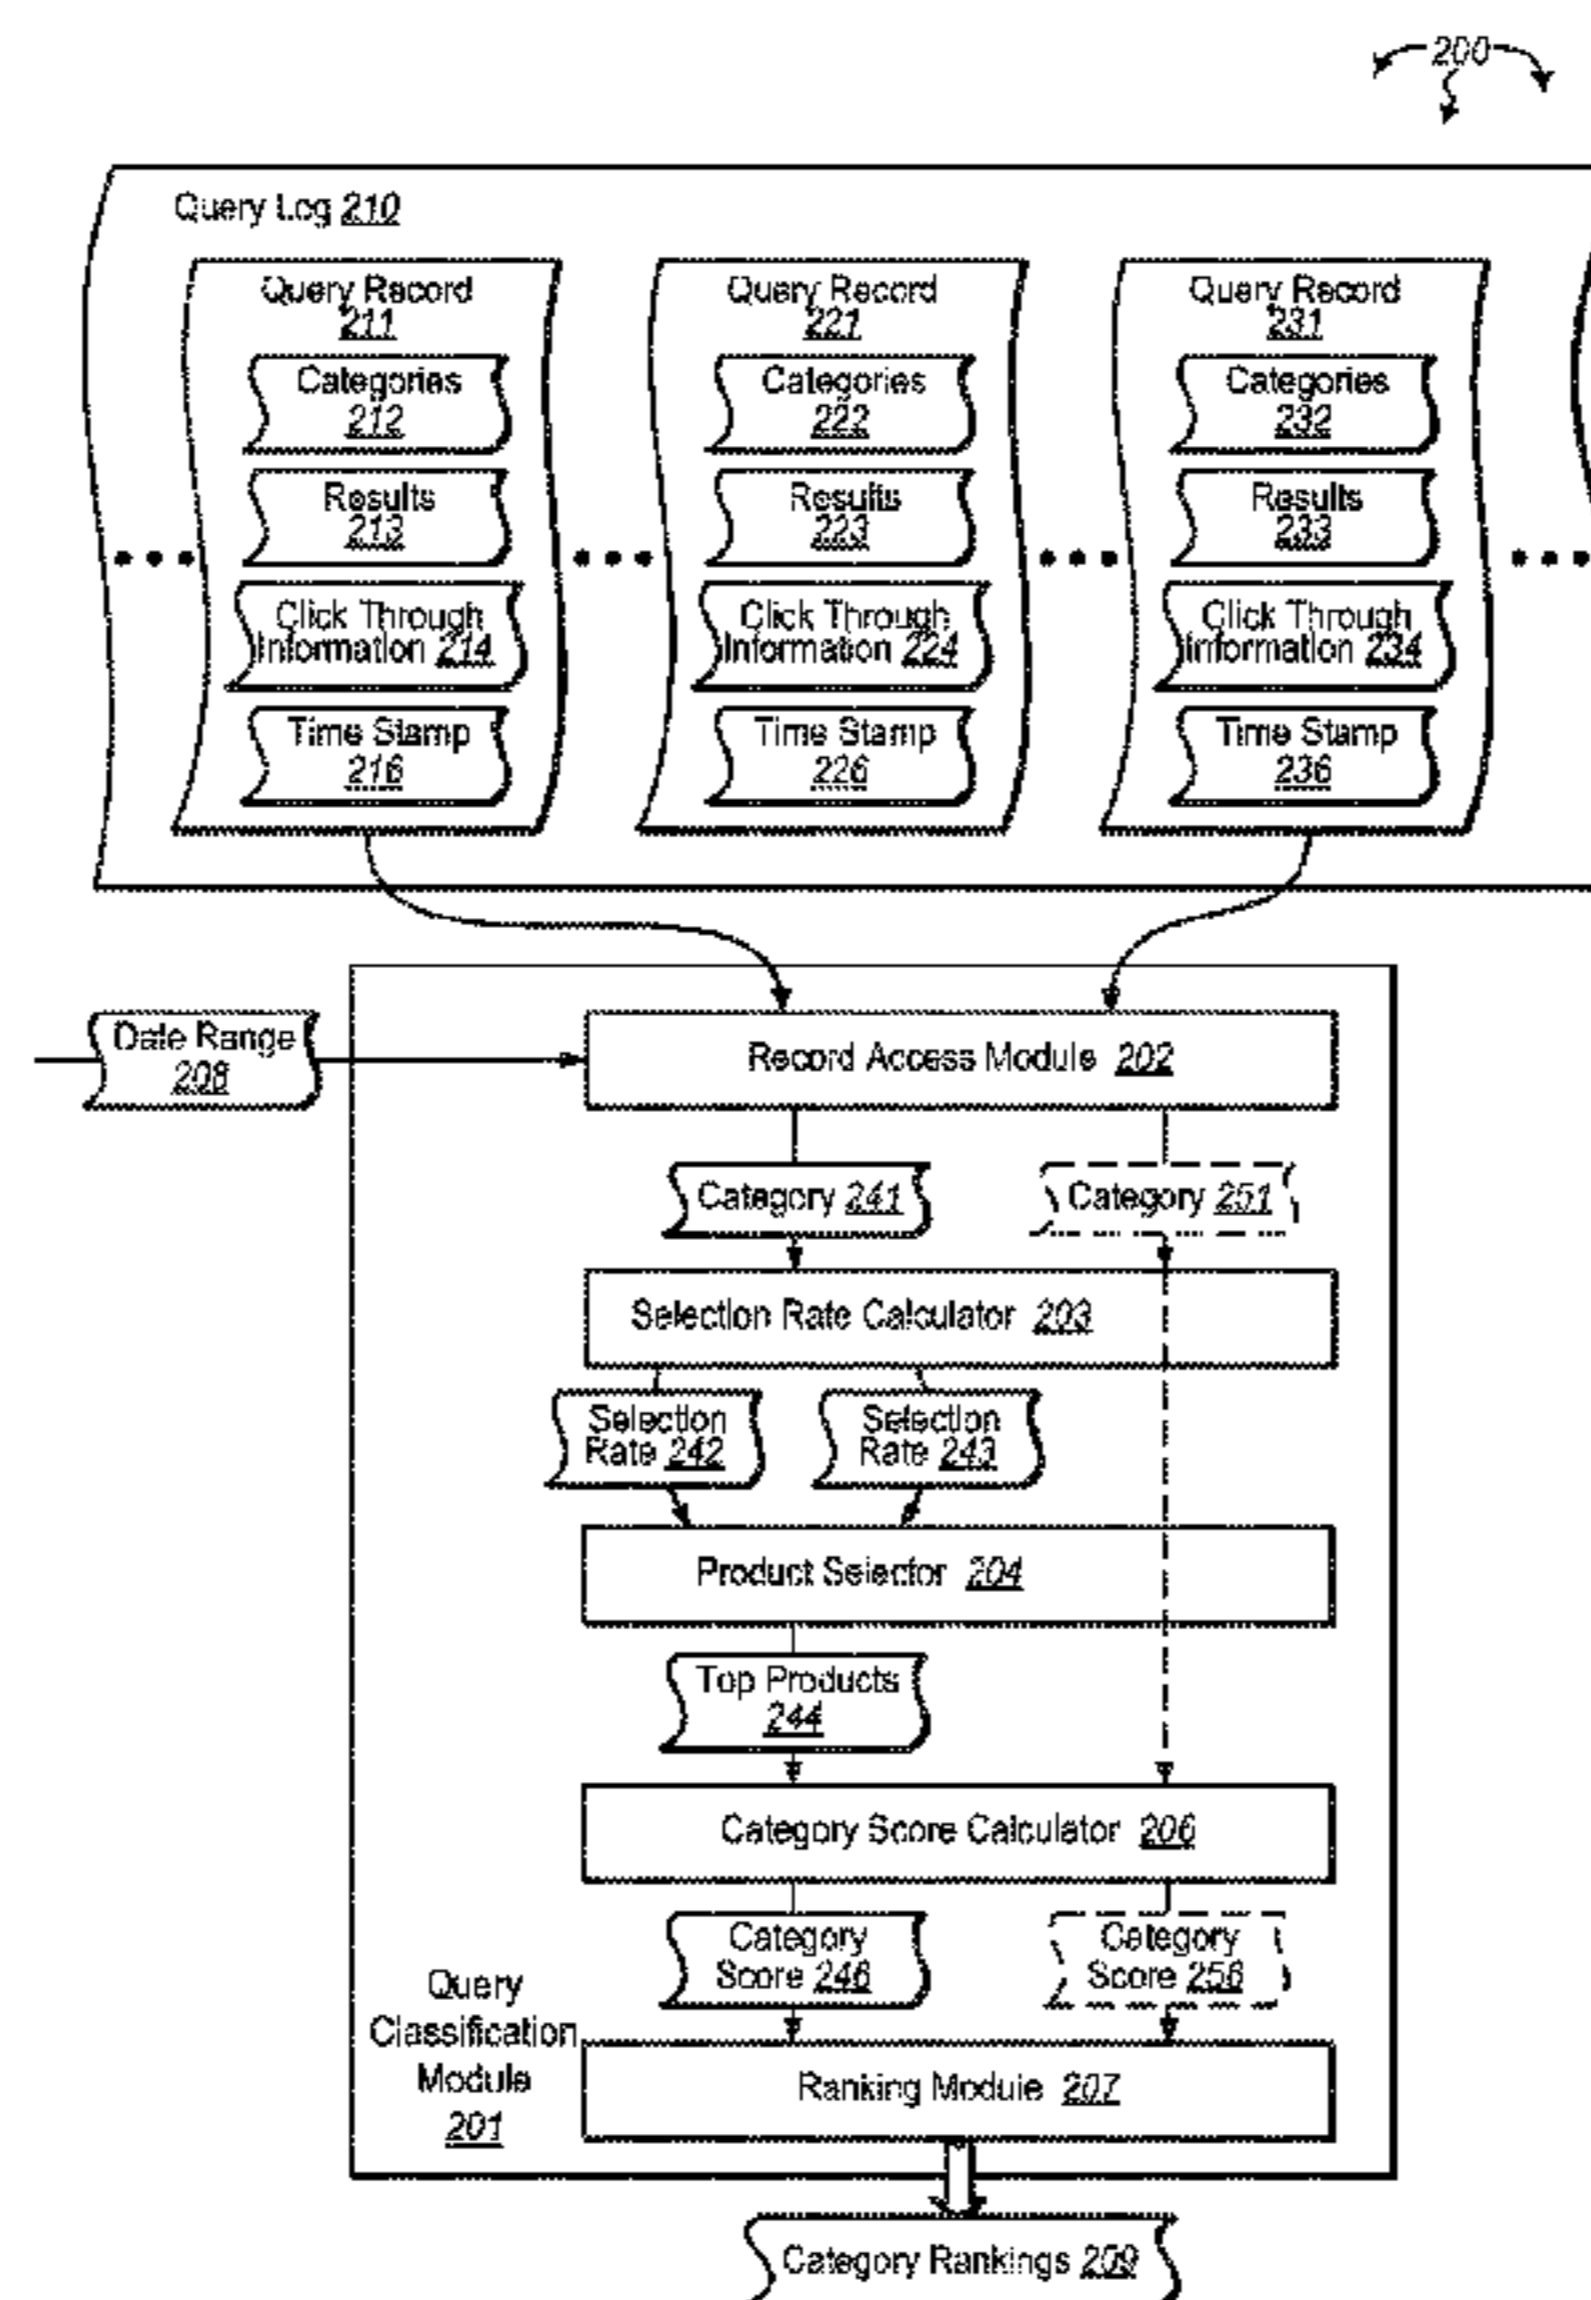 200
Query Log 210
Query Record
211
Categories
212
Results
213
Click Through
Information 214
Time Stamp
216
Query Record
221
Categories
222
Results
223
Click Through
Information 224
Time Stamp
226
Query Record
231
Categories
232
Results
233
Click Through
Information 234
Time Stamp
236
Date Range
208
Record Access Module 202
Category 241
Category 251
Selection Rate Calculator 203
Selection
Rate 242
Selection
Rate 243
Product Selector 204
Top Products
244
Category Score Calculator 206
Category
Score 246
Category
Score 256
Query
Classification
Module
201
Ranking Module 207
Category Rankings 209